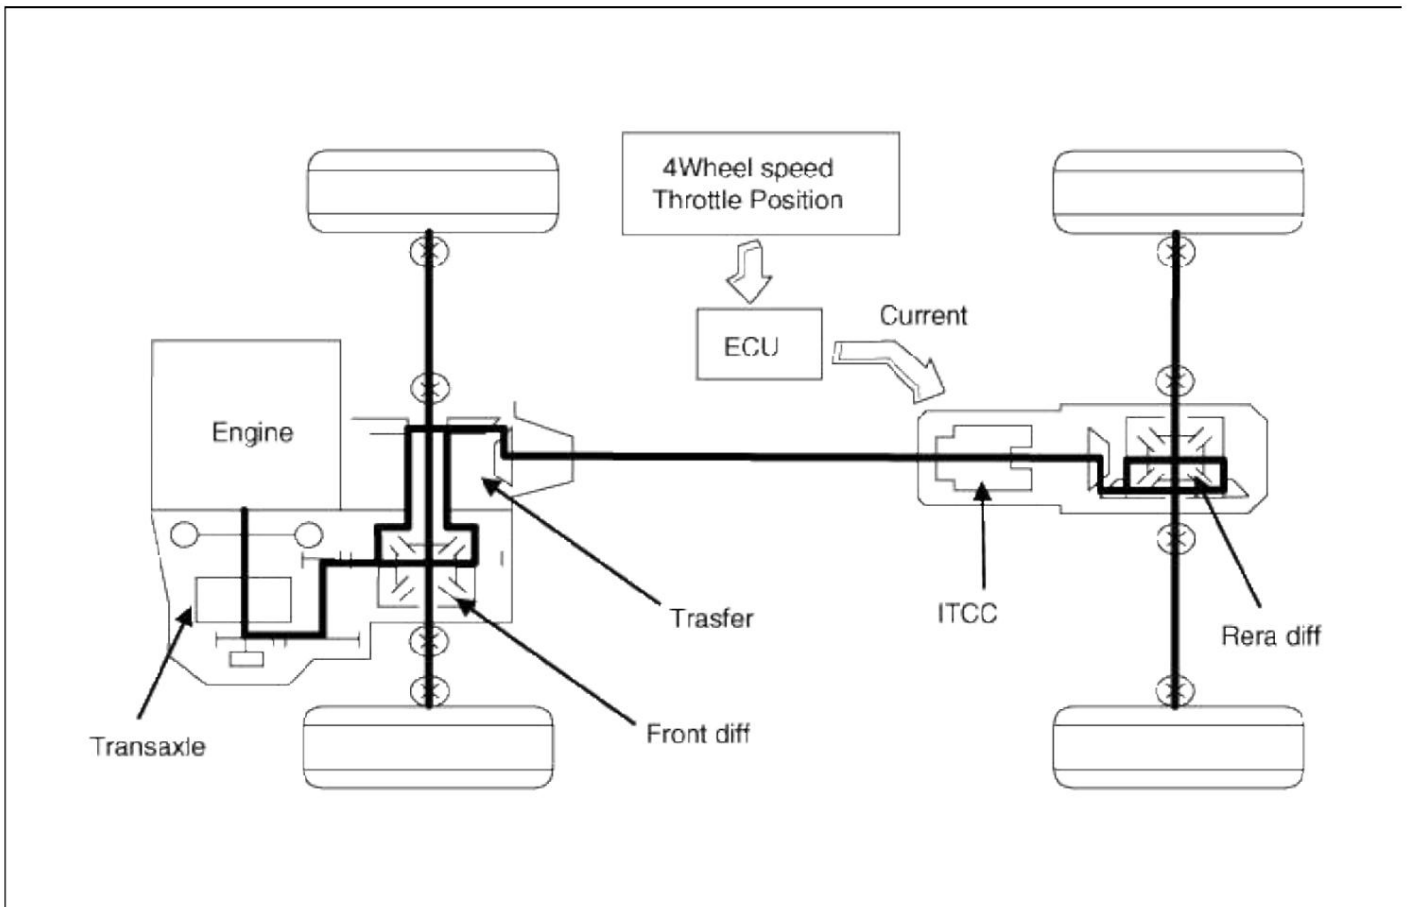 4Wheel speed
Throttle Position
ECU
Current
Engine
Trasfer
ITCC
Rera diff
Front diff
Transaxle